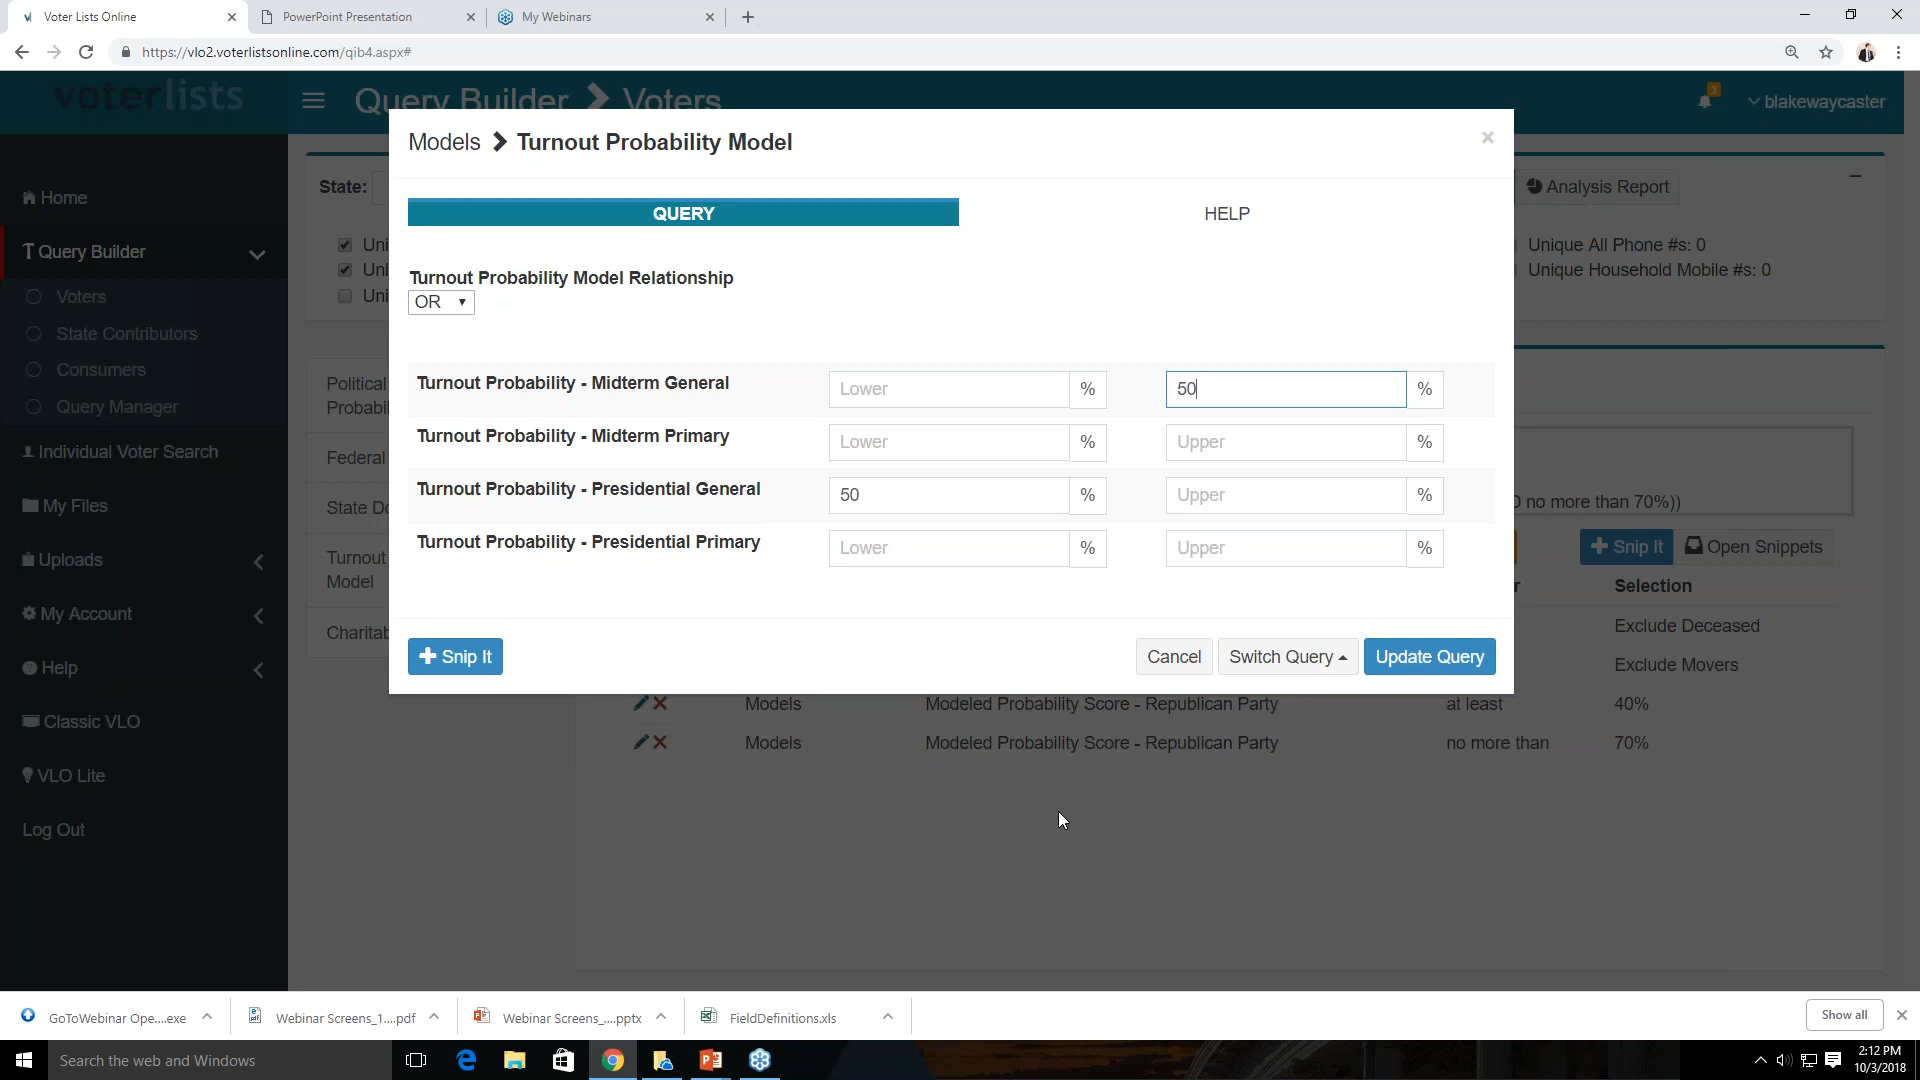 Voter Lists Online
PowerPoint Presentation
My Webinars
https://vlo2.voterlistsonline.com/qib4.aspx#
voterlists
Query Builder Voters
3
blakewaycaster
Models Turnout Probability Model
×
State:
Analysis Report
QUERY
HELP
Home
Query Builder
Uni
Unique All Phone #s: 0
Uni
Unique Household Mobile #s: 0
Uni
Turnout Probability Model Relationship
OR
Voters
State Contributors
Consumers
Query Manager
Political
Probabil
Turnout Probability - Midterm General
Lower
%
50
%
Turnout Probability - Midterm Primary
Lower
%
Upper
%
Individual Voter Search
Federal
Turnout Probability - Presidential General
50
%
Upper
%
My Files
State Do
D no more than 70%))
Turnout Probability - Presidential Primary
Lower
%
Upper
%
Uploads
Turnout
Model
Snip It
Open Snippets
r
Selection
My Account
Charitab
Exclude Deceased
Snip It
Cancel
Switch Query
Update Query
Help
Exclude Movers
Models
Modeled Probability Score - Republican Party
at least
40%
Classic VLO
Models
Modeled Probability Score - Republican Party
no more than
70%
VLO Lite
Log Out
GoToWebinar Ope....exe
Webinar Screens_1....pdf
Webinar Screens_....pptx
FieldDefinitions.xls
Show all
Search the web and Windows
2:12 PM
10/3/2018